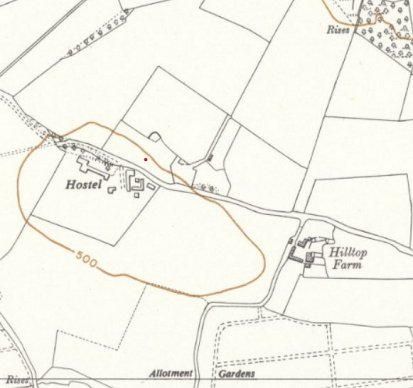 Rises
Hostel
500
Hilltop
Farm
Allotment Gardens
Rises